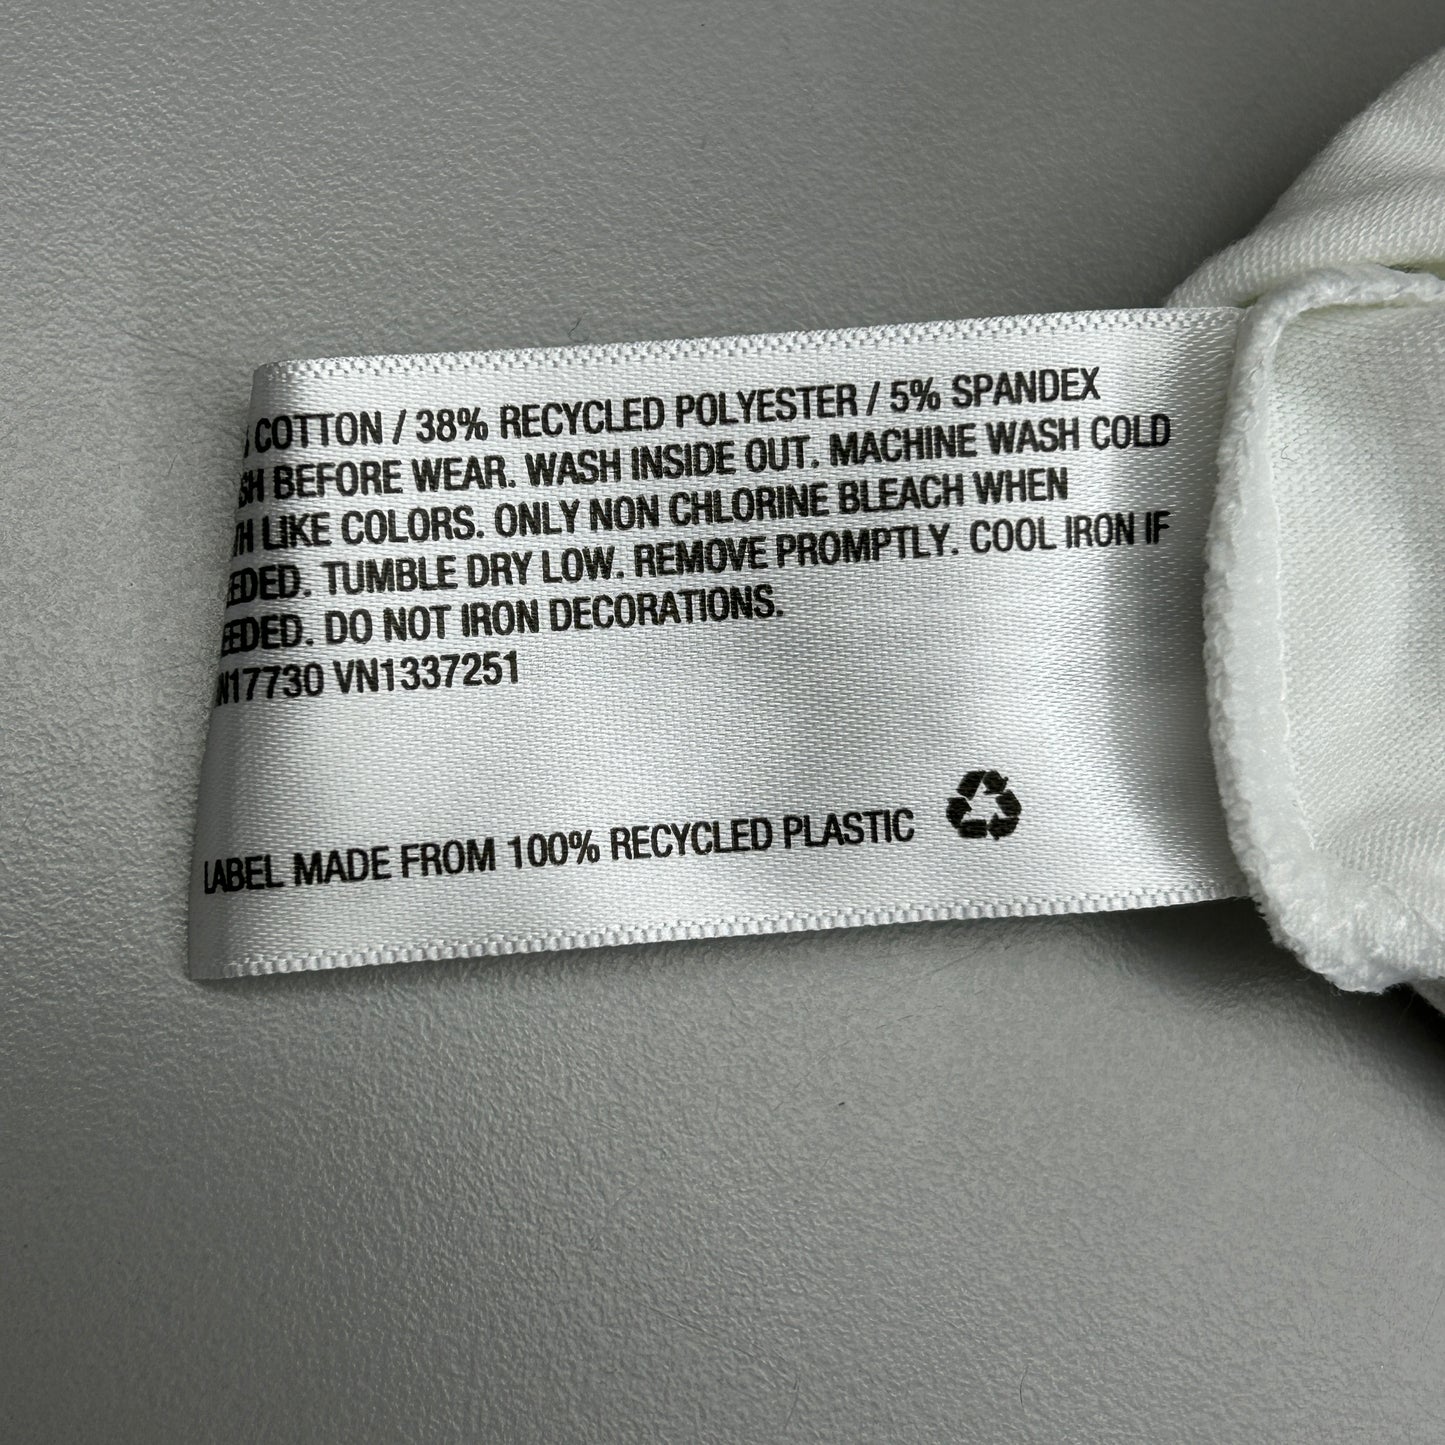 COTTON / 38% RECYCLED POLYESTER / 5% SPANDEX
BEFORE WEAR. WASH INSIDE OUT. MACHINE WASH COLD
LIKE COLORS. ONLY NON CHLORINE BLEACH WHEN
TUMBLE DRY LOW. REMOVE PROMPTLY. COOL IRON IF
DO NOT IRON DECORATIONS.
VN1337251
LABEL MADE FROM 100% RECYCLED PLASTIC